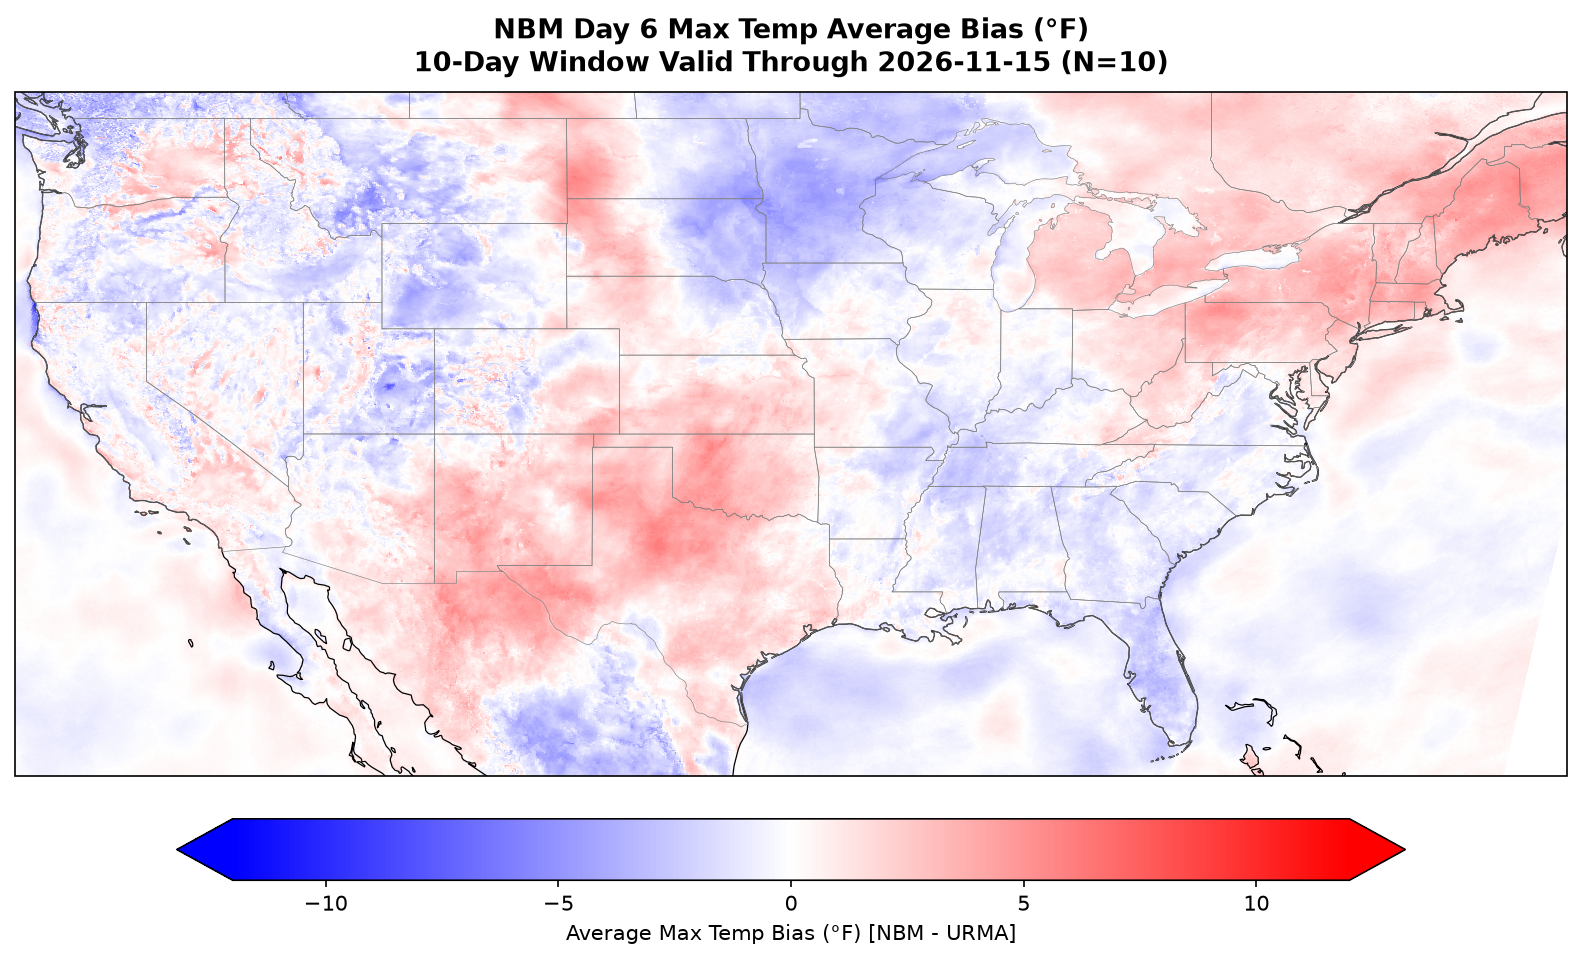 NBM Day 6 Max Temp Average Bias (°F)
10-Day Window Valid Through 2026-11-15 (N=10)
−10 −5 0 5 10
Average Max Temp Bias (°F) [NBM - URMA]